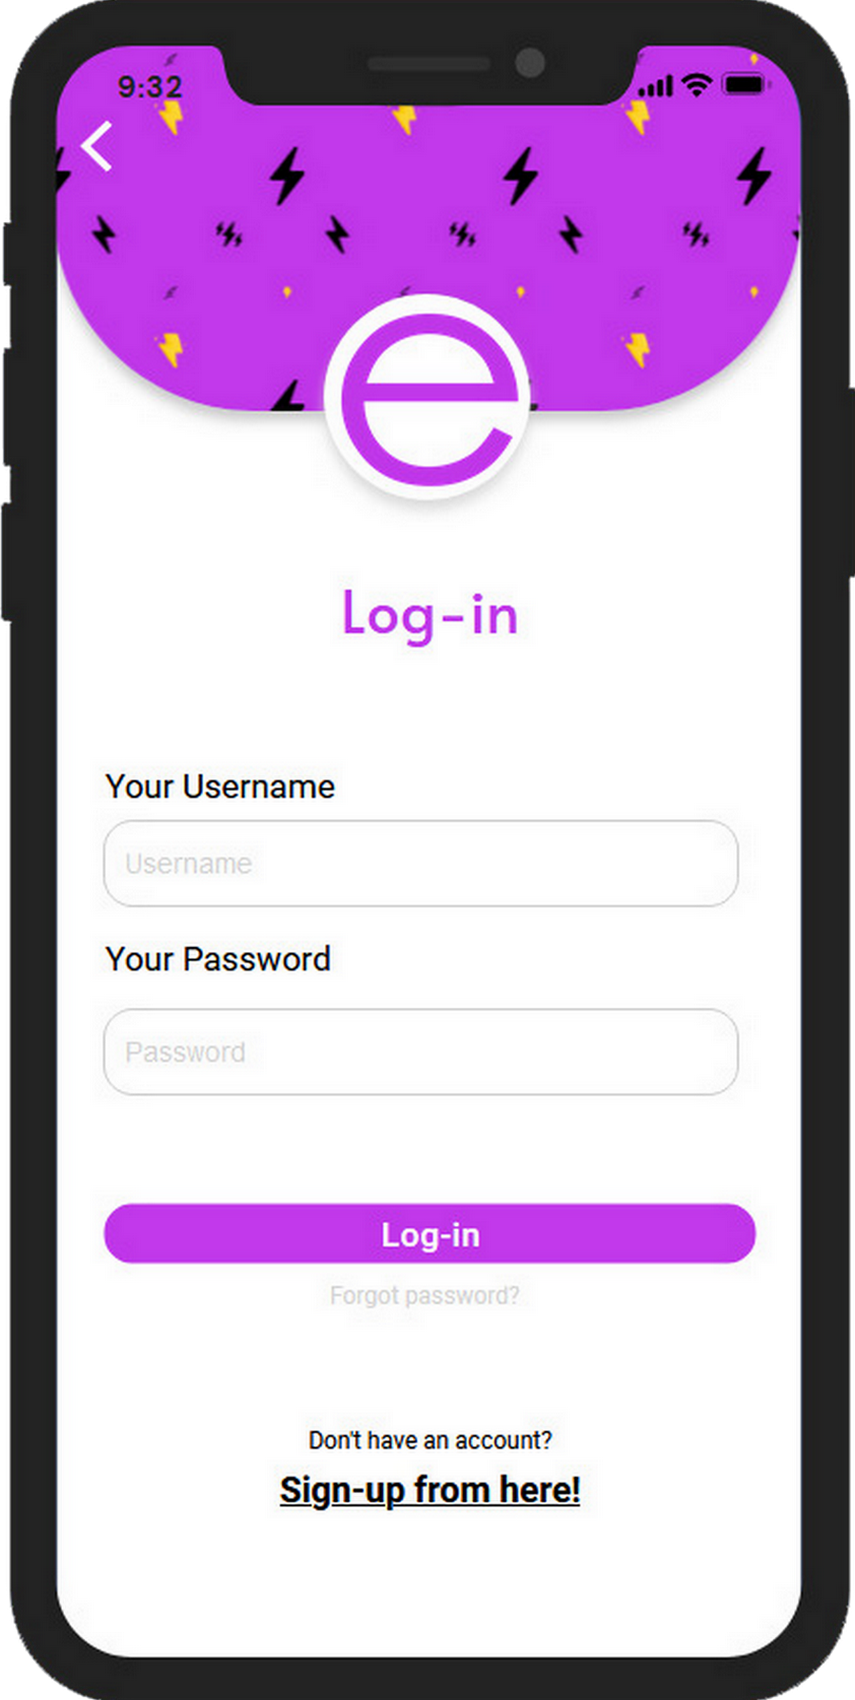 9:32
e
Log-in
Your Username
Username
Your Password
Password
Log-in
Forgot password?
Don't have an account?
Sign-up from here!